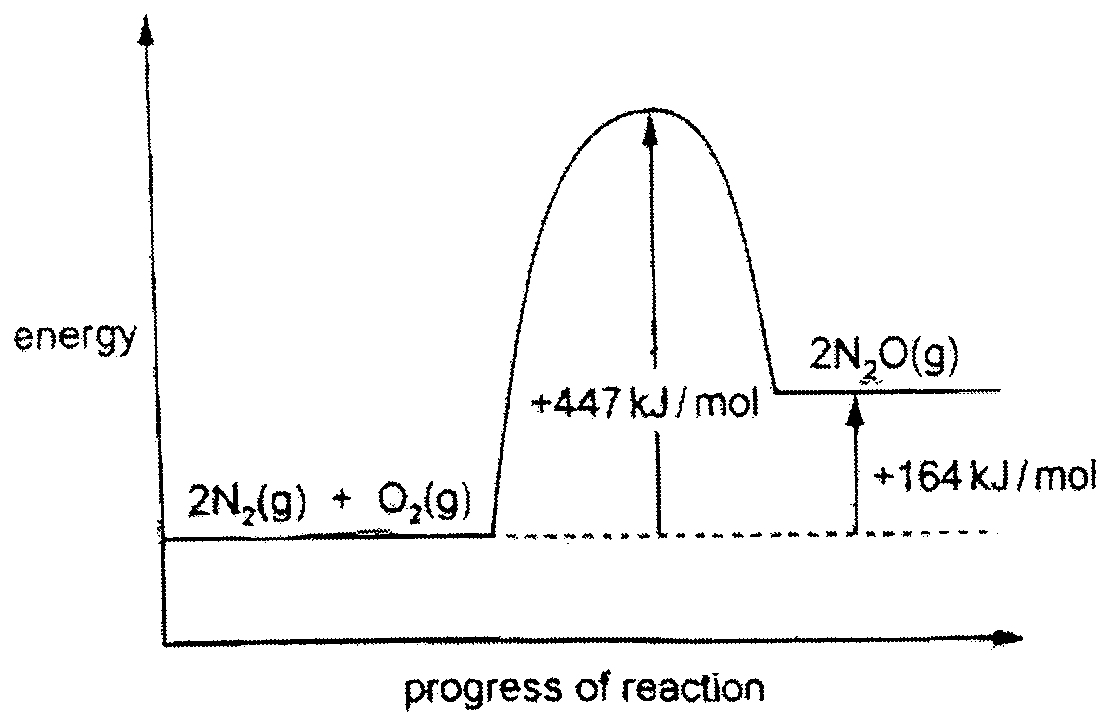 energy
2N₂(g) + O₂(g)
+447 kJ/mol
2N₂O(g)
+164 kJ/mol
progress of reaction